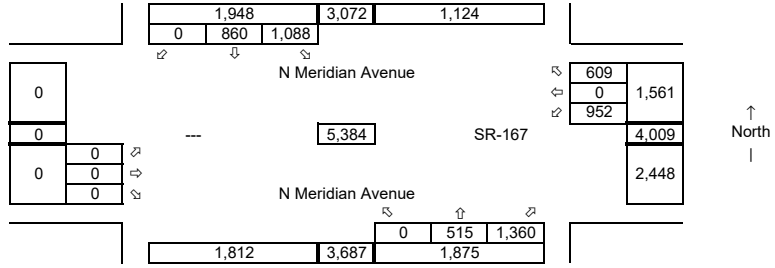 1,948 3,072 1,124
0 860 1,088
N Meridian Avenue
609
0 0 1,561
952
0 --- 5,384 SR-167 4,009
0
0 0 2,448
0
N Meridian Avenue
0 515 1,360
1,812 3,687 1,875
↑
North
|